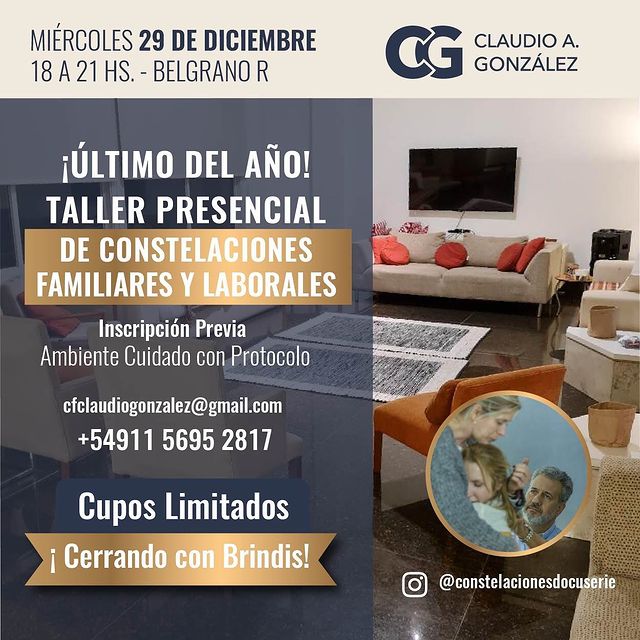 MIÉRCOLES 29 DE DICIEMBRE
18 A 21 HS. - BELGRANO R
CG CLAUDIO A.
GONZÁLEZ
¡ÚLTIMO DEL AÑO!
TALLER PRESENCIAL
DE CONSTELACIONES
FAMILIARES Y LABORALES
Inscripción Previa
Ambiente Cuidado con Protocolo
cfclaudiogonzalez@gmail.com
+54911 5695 2817
Cupos Limitados
¡ Cerrando con Brindis!
@constelacionesdocuserie